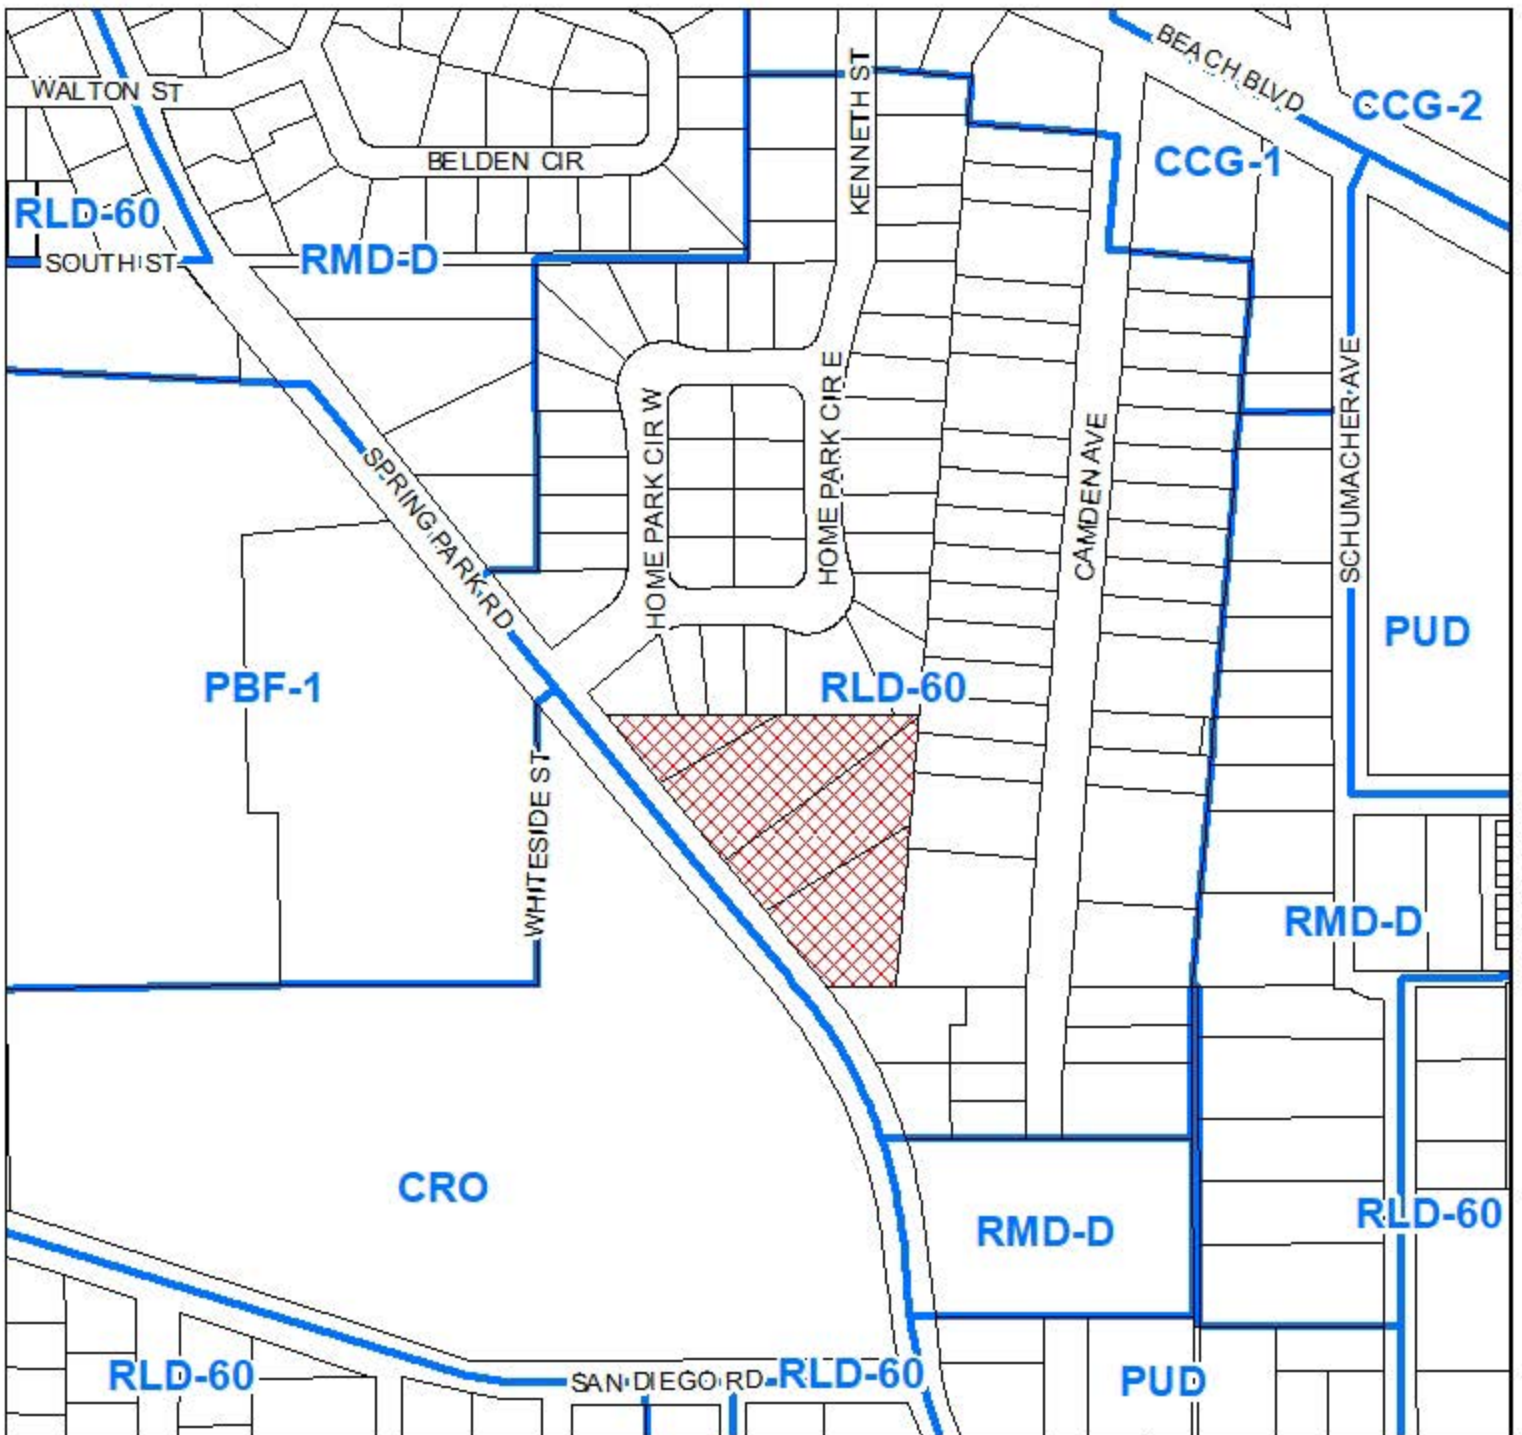 BEACH BLVD
WALTON ST
KENNETH ST
CCG-2
BELDEN CIR
CCG-1
RLD-60
SOUTH ST
RMD-D
HOME PARK CIR W
HOME PARK CIR E
CAMDEN AVE
SCHUMACHER AVE
SPRING PARK RD
PUD
PBF-1
RLD-60
WHITESIDE ST
RMD-D
CRO
RMD-D
RLD-60
RLD-60
SAN DIEGO RD
RLD-60
PUD